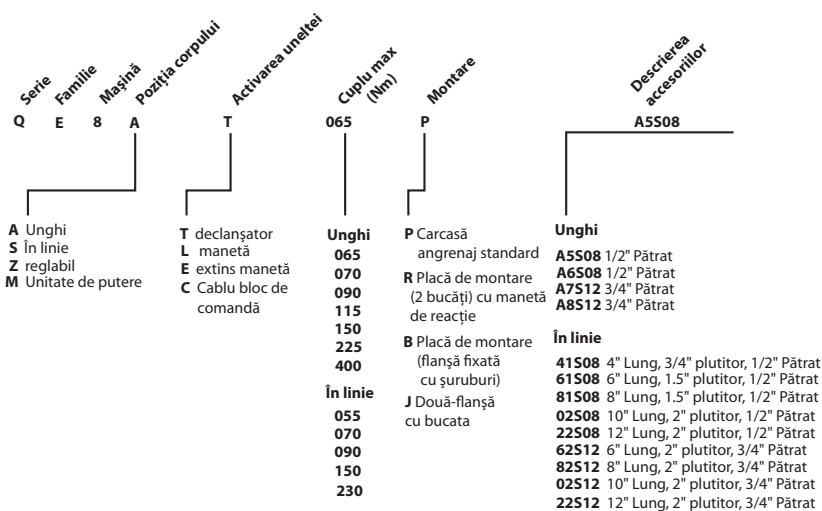 Serie
Familie
Mașină
Poziția corpului
Activarea uneltei
Cuplu max
(Nm)
Montare
Descrierea
accesoriilor
Q E 8 A T 065 P A5S08
A Unghi
S În linie
Z reglabil
M Unitate de putere
T declanșator
L manetă
E extins manetă
C Cablu bloc de
comandă
Unghi
065
070
090
115
150
225
400
În linie
055
070
090
150
230
P Carcasă
angrenaj standard
R Placă de montare
(2 bucăți) cu manetă
de reacție
B Placă de montare
(flanșă fixată
cu șuruburi)
J Două-flanșă
cu bucata
Unghi
A5S08 1/2" Pătrat
A6S08 1/2" Pătrat
A7S12 3/4" Pătrat
A8S12 3/4" Pătrat
În linie
41S08 4" Lung, 3/4" plutitor, 1/2" Pătrat
61S08 6" Lung, 1.5" plutitor, 1/2" Pătrat
81S08 8" Lung, 1.5" plutitor, 1/2" Pătrat
02S08 10" Lung, 2" plutitor, 1/2" Pătrat
22S08 12" Lung, 2" plutitor, 1/2" Pătrat
62S12 6" Lung, 2" plutitor, 3/4" Pătrat
82S12 8" Lung, 2" plutitor, 3/4" Pătrat
02S12 10" Lung, 2" plutitor, 3/4" Pătrat
22S12 12" Lung, 2" plutitor, 3/4" Pătrat